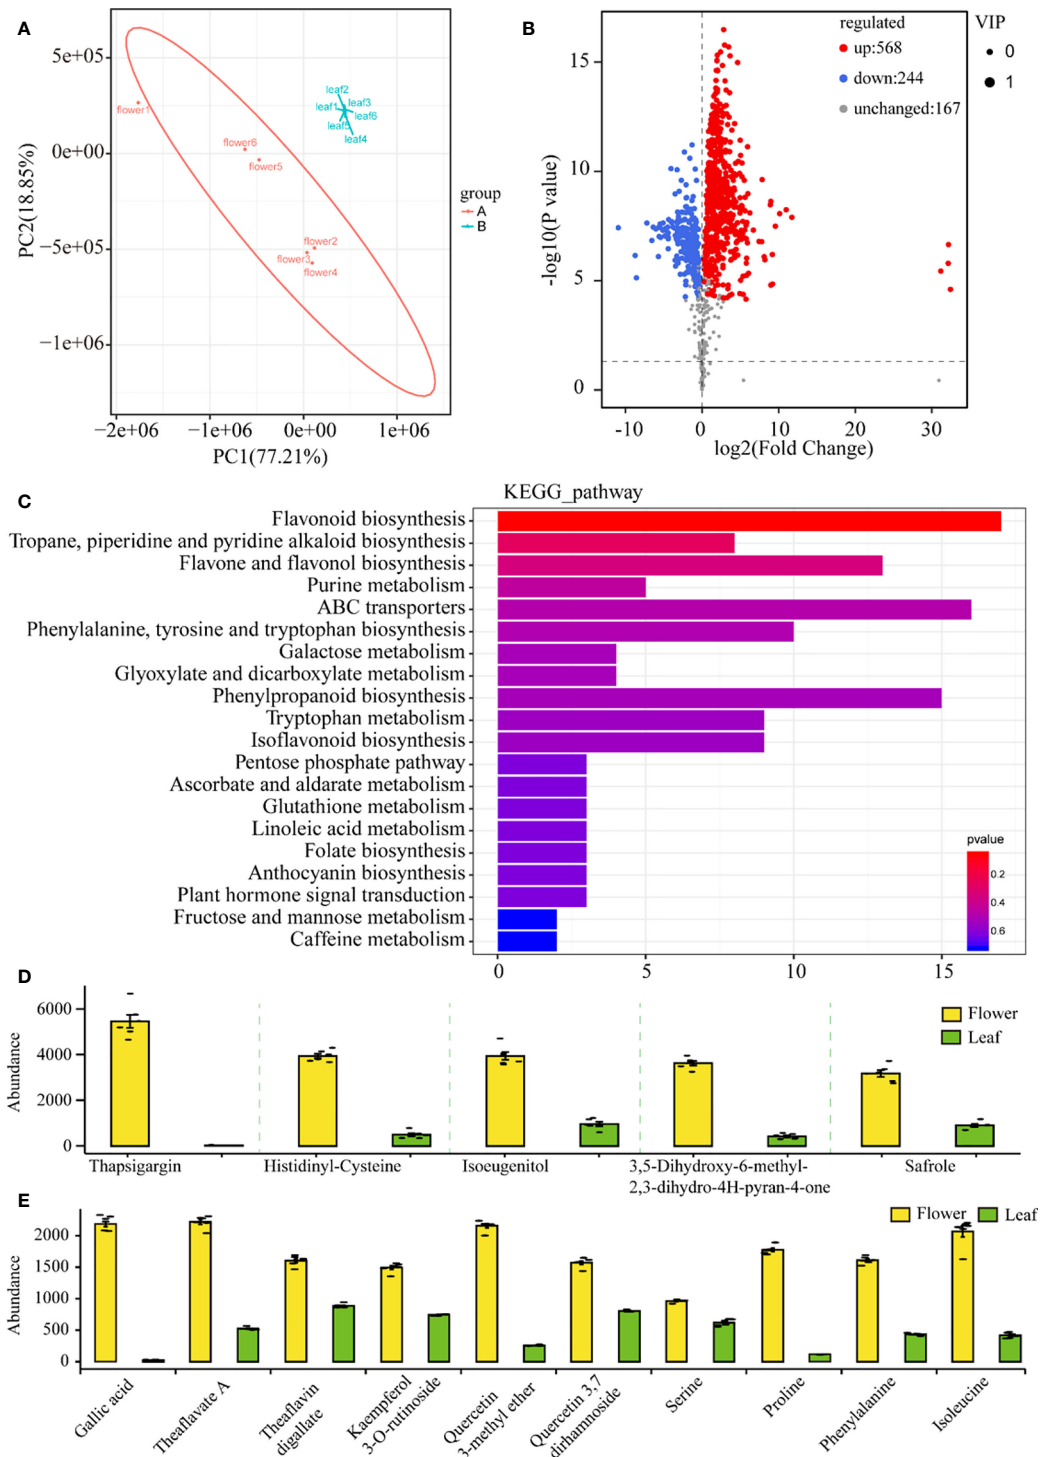 A
5e+05
0e+00
−5e+05
−1e+06
PC2(18.85%)
flower1
flower6
flower5
flower2
flower3
flower4
leaf2
leaf1
leaf3
leaf6
leaf5
leaf4
group
A
B
−2e+06
−1e+06
0e+00
1e+06
PC1(77.21%)
B
15
10
5
0
-log10(P value)
regulated
up:568
down:244
unchanged:167
VIP
0
1
-10
0
10
20
30
log2(Fold Change)
C
KEGG_pathway
Flavonoid biosynthesis
Tropane, piperidine and pyridine alkaloid biosynthesis
Flavone and flavonol biosynthesis
Purine metabolism
ABC transporters
Phenylalanine, tyrosine and tryptophan biosynthesis
Galactose metabolism
Glyoxylate and dicarboxylate metabolism
Phenylpropanoid biosynthesis
Tryptophan metabolism
Isoflavonoid biosynthesis
Pentose phosphate pathway
Ascorbate and aldarate metabolism
Glutathione metabolism
Linoleic acid metabolism
Folate biosynthesis
Anthocyanin biosynthesis
Plant hormone signal transduction
Fructose and mannose metabolism
Caffeine metabolism
pvalue
0.2
0.4
0.6
0
5
10
15
D
6000
4000
2000
0
Abundance
Flower
Leaf
Thapsigargin
Histidinyl-Cysteine
Isoeugenitol
3,5-Dihydroxy-6-methyl-
2,3-dihydro-4H-pyran-4-one
Safrole
E
2000
1500
1000
500
0
Abundance
Flower
Leaf
Gallic acid
Theaflavate A
Theaflavin
digallate
Kaempferol
3-O-rutinoside
Quercetin
3-methyl ether
Quercetin 3,7
dirhamnoside
Serine
Proline
Phenylalanine
Isoleucine